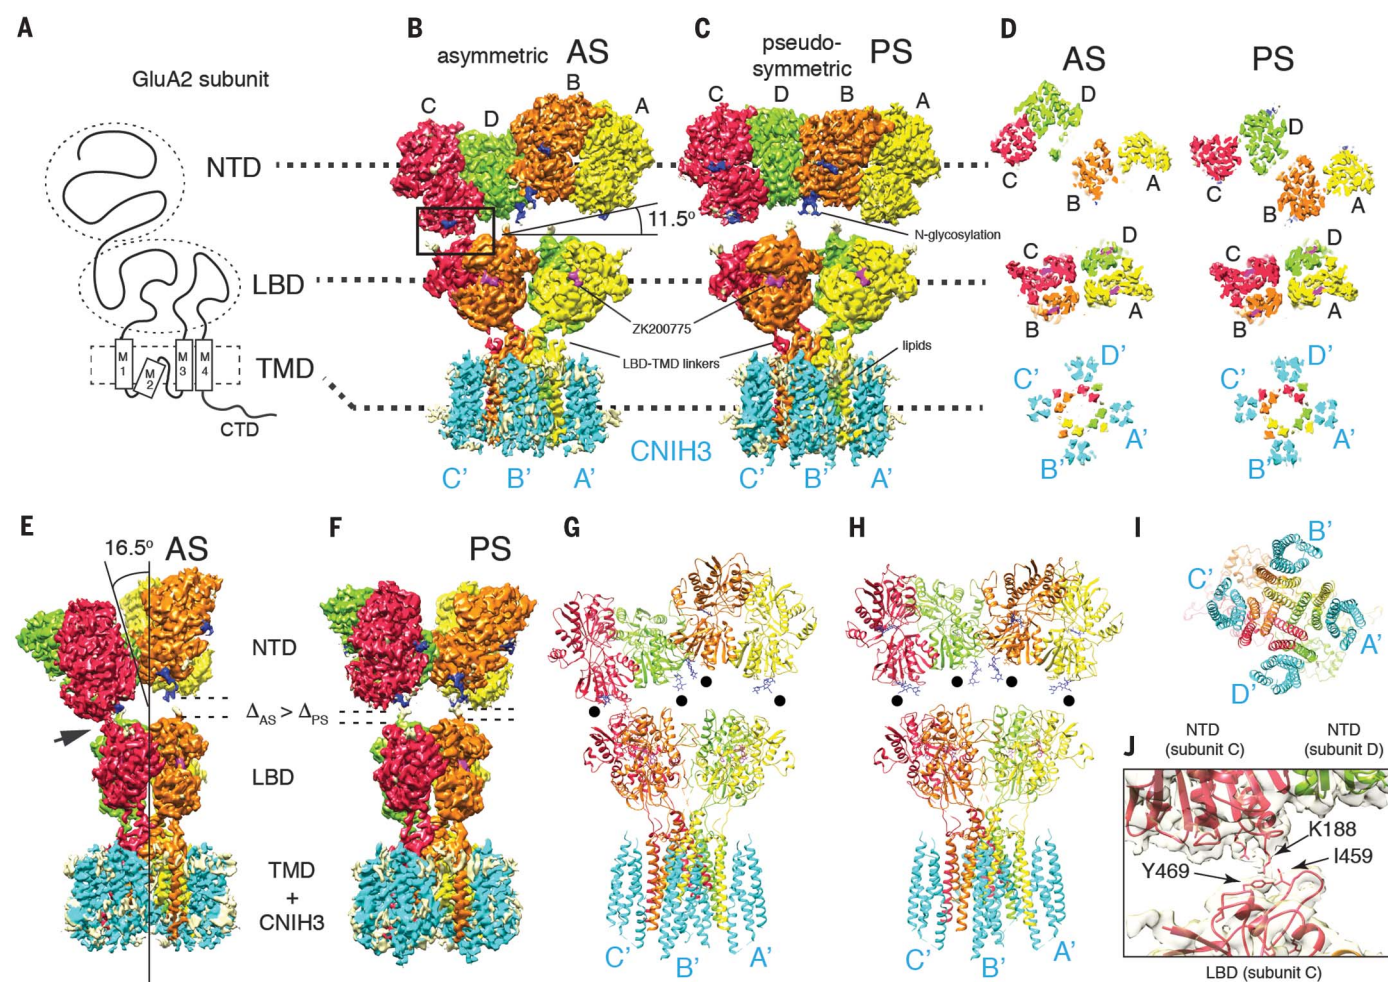 A
GluA2 subunit
NTD
LBD
TMD
M 1
M 2
M 3
M 4
CTD
B
asymmetric AS
C
D
B
A
11.5º
C
pseudo-
symmetric PS
C
D
B
A
N-glycosylation
ZK200775
LBD-TMD linkers
lipids
CNIH3
C’ B’ A’
C’ B’ A’
D
AS PS
D
C
B
A
D
C
B
A
C
D
B
A
C
D
B
A
D’
C’
A’
B’
D’
C’
A’
B’
E
16.5º AS
NTD
ΔAS > ΔPS
LBD
TMD
+
CNIH3
F
PS
G
C’ B’ A’
H
C’ B’ A’
I
B’
C’
A’
D’
J
NTD
(subunit C)
NTD
(subunit D)
K188
I459
Y469
LBD (subunit C)